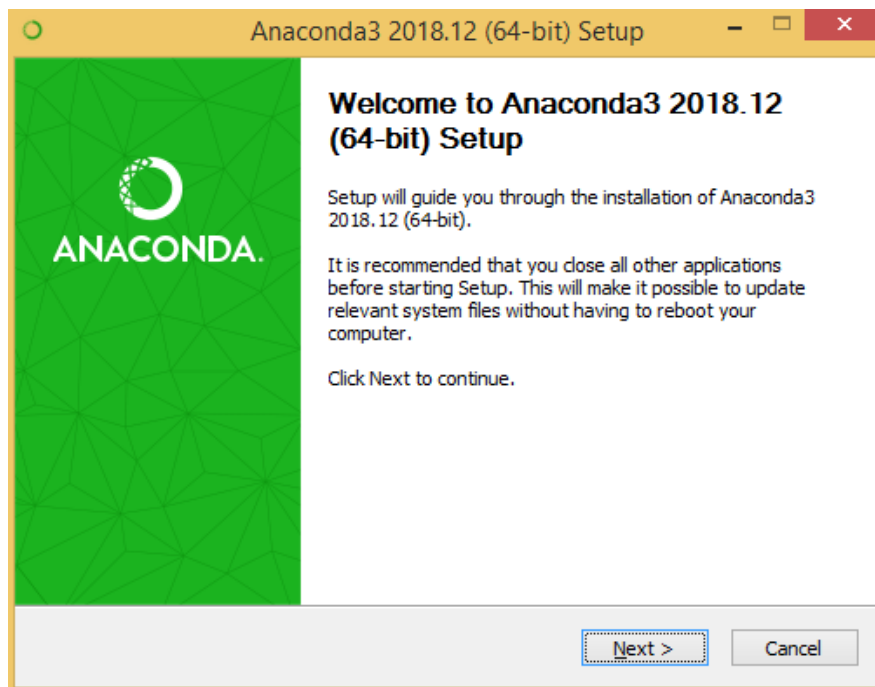 Anaconda3 2018.12 (64-bit) Setup
ANACONDA.
Welcome to Anaconda3 2018.12
(64-bit) Setup
Setup will guide you through the installation of Anaconda3
2018.12 (64-bit).
It is recommended that you close all other applications
before starting Setup. This will make it possible to update
relevant system files without having to reboot your
computer.
Click Next to continue.
Next >
Cancel